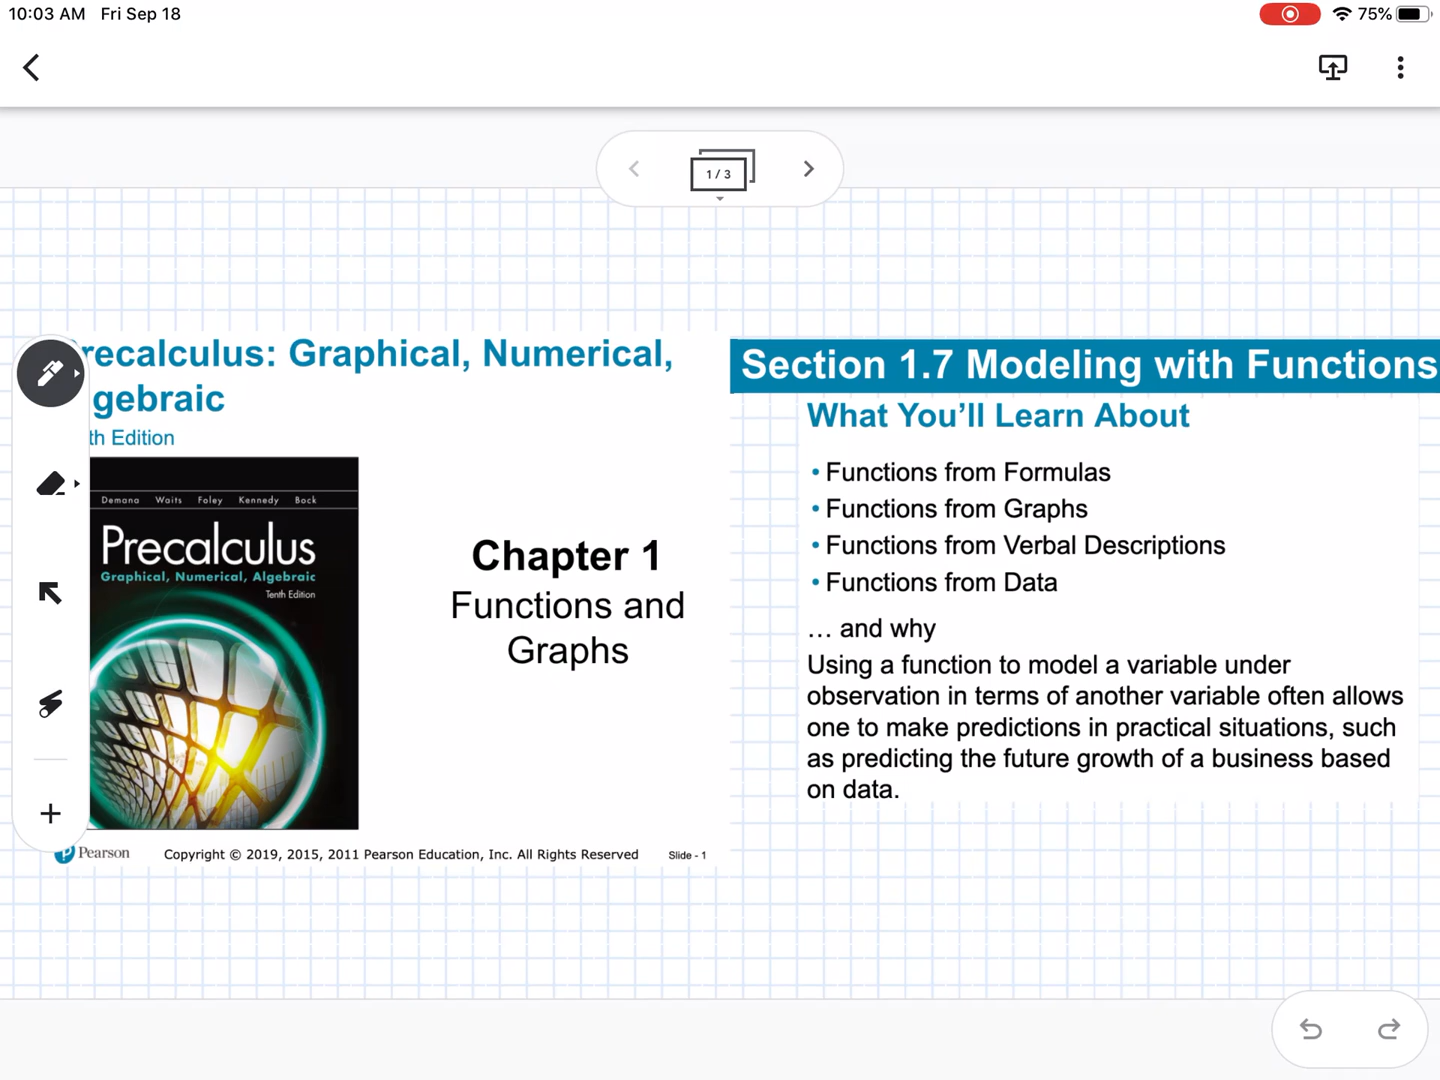 10:03 AM Fri Sep 18
75%
1 / 3
recalculus: Graphical, Numerical,
gebraic
th Edition
Demana Waits Foley Kennedy Bock
Precalculus
Graphical, Numerical, Algebraic
Tenth Edition
Chapter 1
Functions and
Graphs
Pearson
Copyright © 2019, 2015, 2011 Pearson Education, Inc. All Rights Reserved
Slide - 1
Section 1.7 Modeling with Functions
What You’ll Learn About
• Functions from Formulas
• Functions from Graphs
• Functions from Verbal Descriptions
• Functions from Data
… and why
Using a function to model a variable under
observation in terms of another variable often allows
one to make predictions in practical situations, such
as predicting the future growth of a business based
on data.